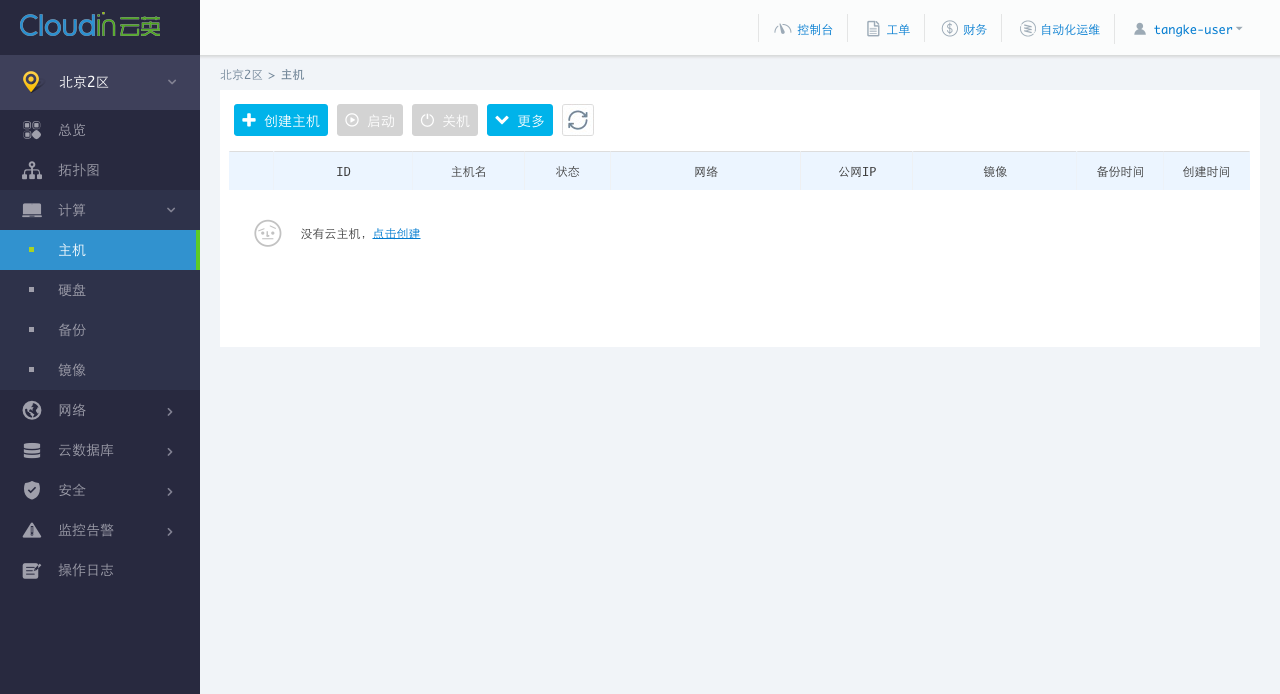 Cloudin 云英
控制台
工单
财务
自动化运维
tangke-user
北京2区
总览
拓扑图
计算
主机
硬盘
备份
镜像
网络
云数据库
安全
监控告警
操作日志
北京2区 > 主机
创建主机 启动 关机 更多
ID 主机名 状态 网络 公网IP 镜像 备份时间 创建时间
没有云主机, 点击创建